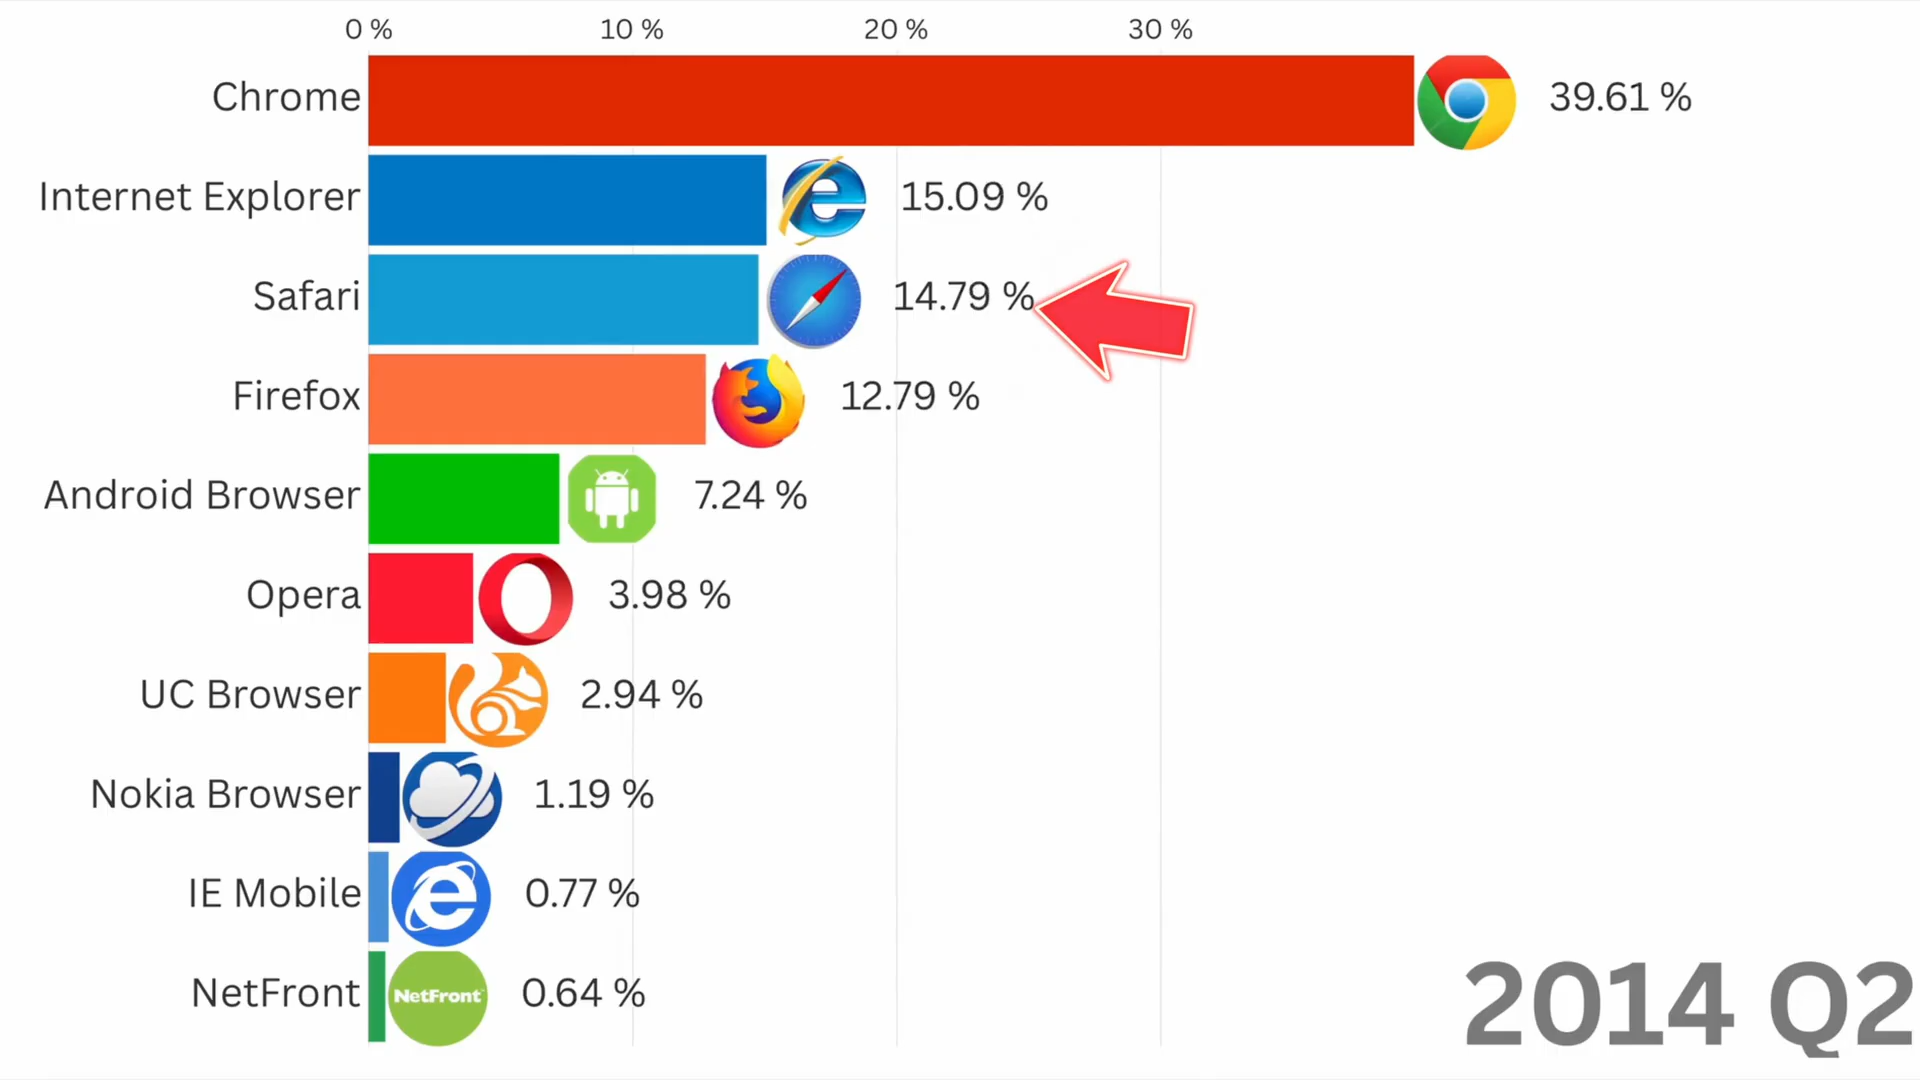 0 % 10 % 20 % 30 %
Chrome 39.61 %
Internet Explorer 15.09 %
Safari 14.79 %
Firefox 12.79 %
Android Browser 7.24 %
Opera 3.98 %
UC Browser 2.94 %
Nokia Browser 1.19 %
IE Mobile 0.77 %
NetFront NetFront 0.64 %
2014 Q2